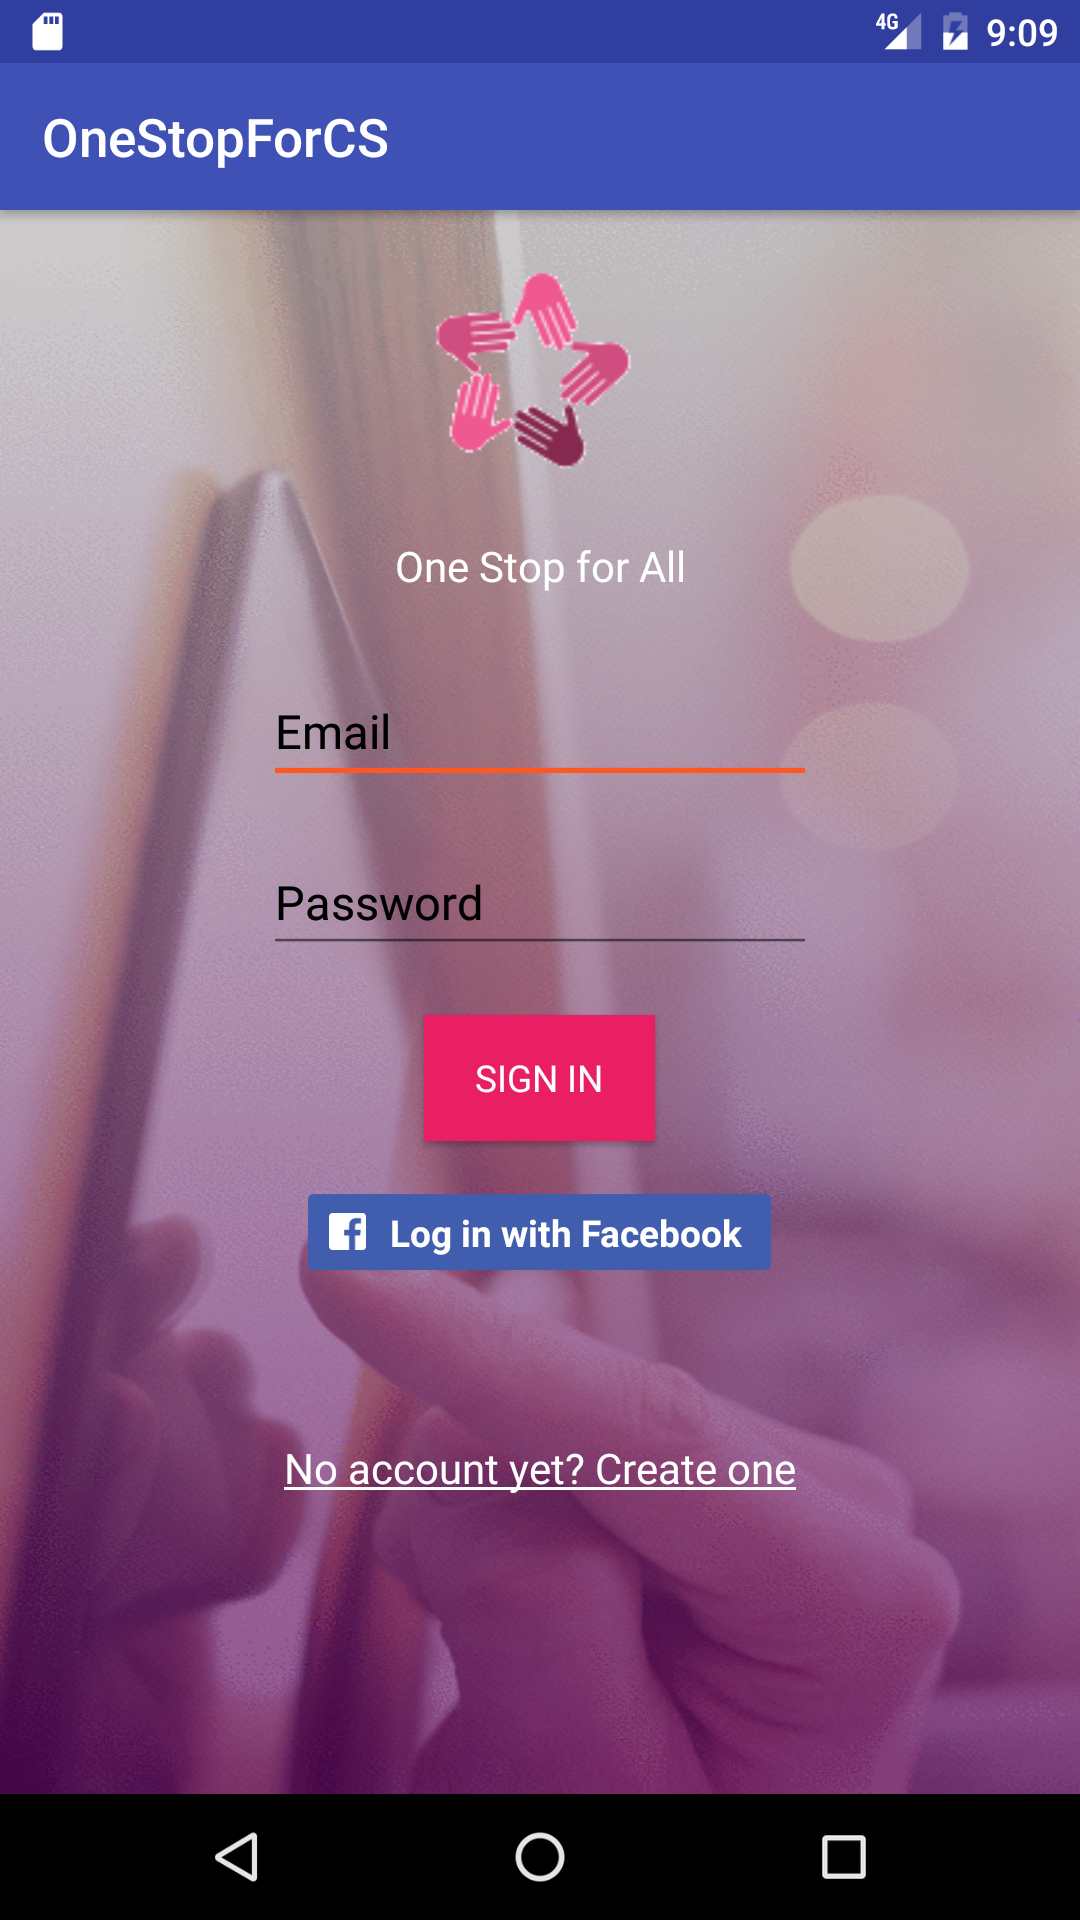 4G 9:09
OneStopForCS
One Stop for All
Email
Password
SIGN IN
Log in with Facebook
No account yet? Create one